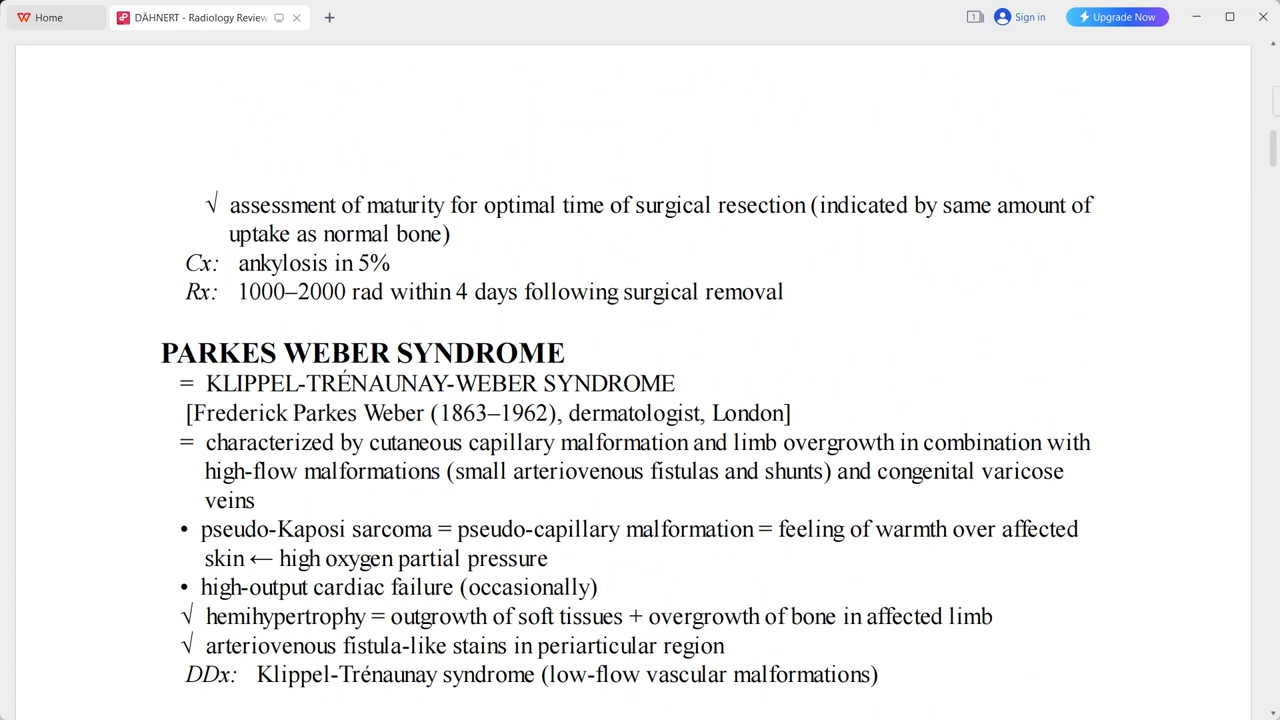 Home
DÄHNERT - Radiology Review
1
Sign in
Upgrade Now
√ assessment of maturity for optimal time of surgical resection (indicated by same amount of
uptake as normal bone)
Cx: ankylosis in 5%
Rx: 1000–2000 rad within 4 days following surgical removal
PARKES WEBER SYNDROME
= KLIPPEL-TRÉNAUNAY-WEBER SYNDROME
[Frederick Parkes Weber (1863–1962), dermatologist, London]
= characterized by cutaneous capillary malformation and limb overgrowth in combination with
high-flow malformations (small arteriovenous fistulas and shunts) and congenital varicose
veins
• pseudo-Kaposi sarcoma = pseudo-capillary malformation = feeling of warmth over affected
skin ← high oxygen partial pressure
• high-output cardiac failure (occasionally)
√ hemihypertrophy = outgrowth of soft tissues + overgrowth of bone in affected limb
√ arteriovenous fistula-like stains in periarticular region
DDx: Klippel-Trénaunay syndrome (low-flow vascular malformations)